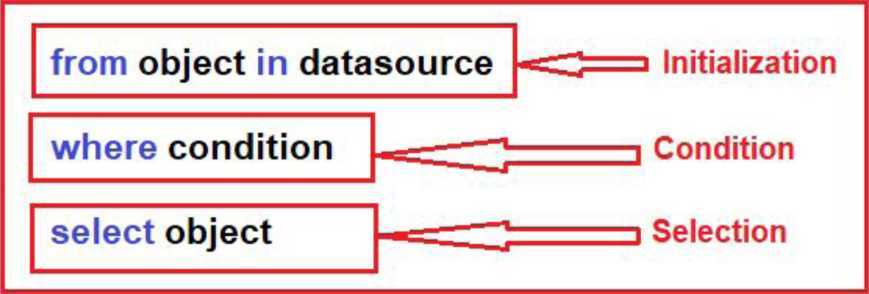 from object in datasource Initialization
where condition Condition
select object Selection